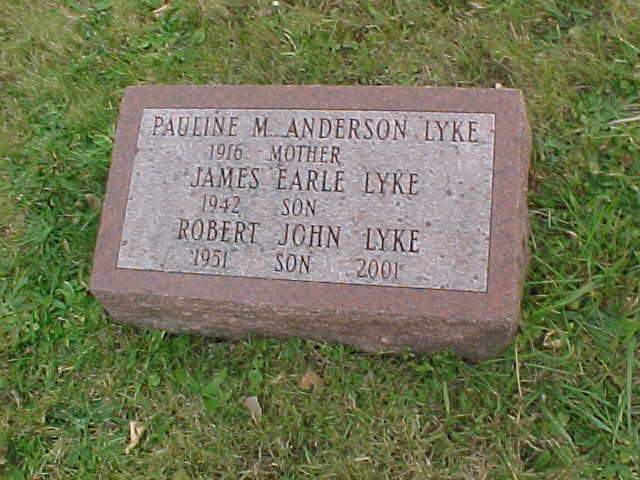 PAULINE M. ANDERSON LYKE
1916 MOTHER
JAMES EARLE LYKE
1942 SON
ROBERT JOHN LYKE
1951 SON 2001